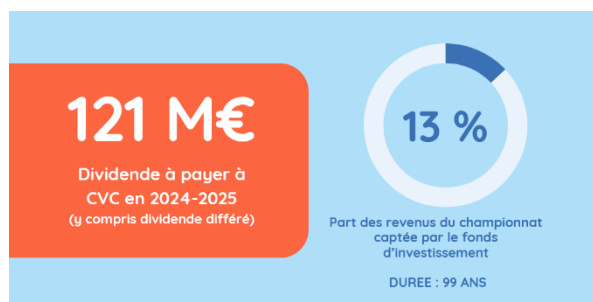 121 M€
Dividende à payer à
CVC en 2024-2025
(y compris dividende différé)
13 %
Part des revenus du championnat
captée par le fonds
d'investissement
DUREE : 99 ANS